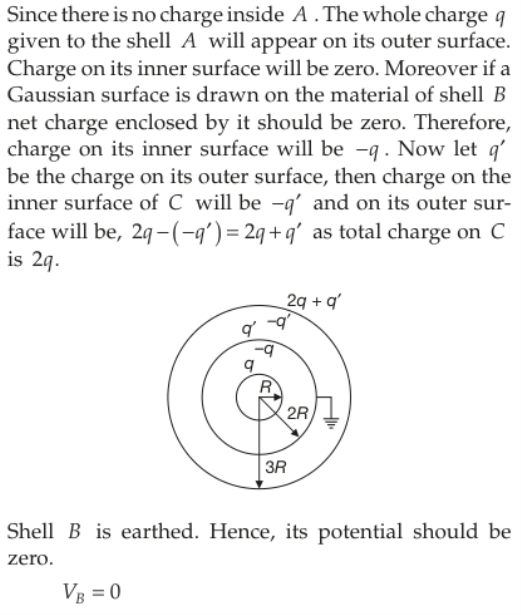 Since there is no charge inside A . The whole charge q
given to the shell A will appear on its outer surface.
Charge on its inner surface will be zero. Moreover if a
Gaussian surface is drawn on the material of shell B
net charge enclosed by it should be zero. Therefore,
charge on its inner surface will be −q . Now let q′
be the charge on its outer surface, then charge on the
inner surface of C will be −q′ and on its outer sur-
face will be, 2q−(−q′) = 2q+q′ as total charge on C
is 2q.
2q + q′
q′ −q′
−q
q
R
2R
3R
Shell B is earthed. Hence, its potential should be
zero.
V_B = 0